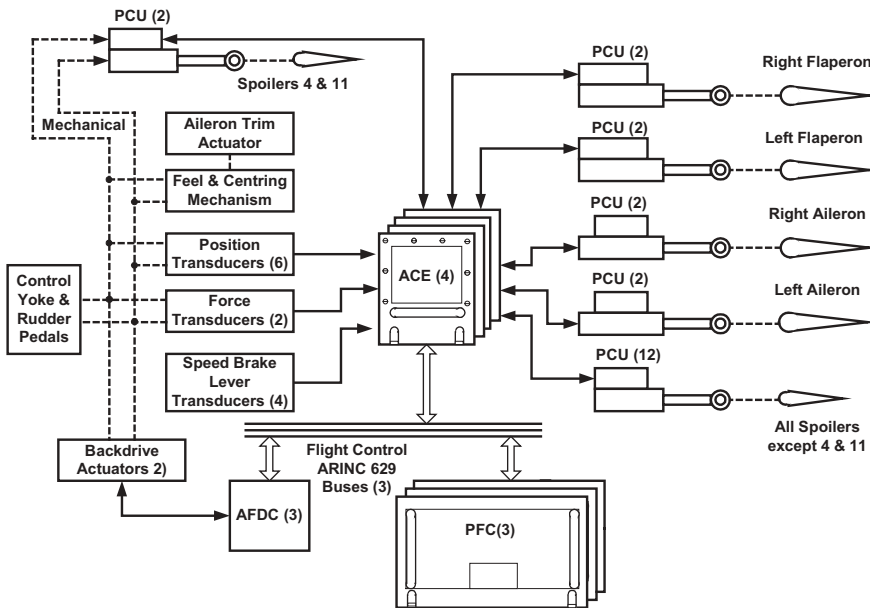 PCU (2)
Spoilers 4 & 11
Mechanical
Aileron Trim
Actuator
Feel & Centring
Mechanism
Position
Transducers (6)
Control
Yoke &
Rudder
Pedals
Force
Transducers (2)
Speed Brake
Lever
Transducers (4)
Backdrive
Actuators 2)
AFDC (3)
Flight Control
ARINC 629
Buses (3)
PFC(3)
ACE (4)
PCU (2)
Right Flaperon
PCU (2)
Left Flaperon
PCU (2)
Right Aileron
PCU (2)
Left Aileron
PCU (12)
All Spoilers
except 4 & 11